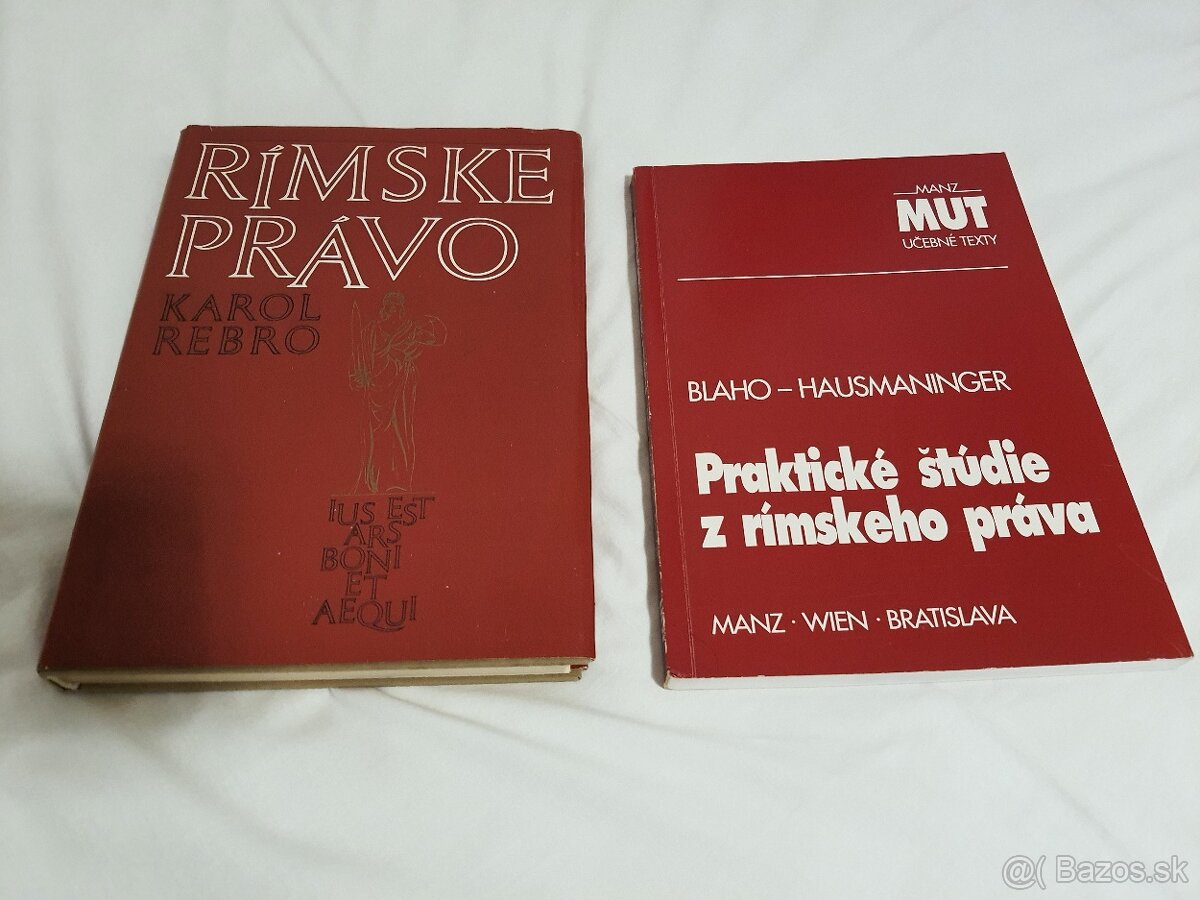 RÍMSKE
PRÁVO
KAROL
REBRO
IUS EST
ARS
BONI
ET
AEQUI
MANZ
MUT
UČEBNÉ TEXTY
BLAHO – HAUSMANINGER
Praktické štúdie
z rímskeho práva
MANZ · WIEN · BRATISLAVA
@( Bazos.sk